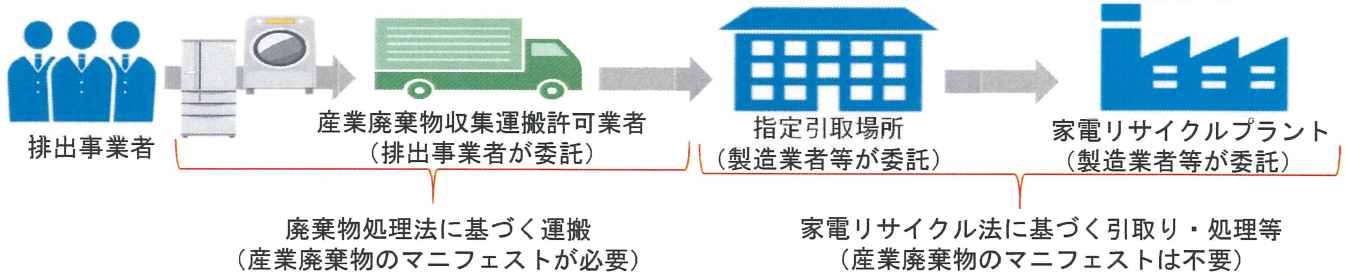 排出事業者
産業廃棄物収集運搬許可業者
（排出事業者が委託）
指定引取場所
（製造業者等が委託）
家電リサイクルプラント
（製造業者等が委託）
廃棄物処理法に基づく運搬
（産業廃棄物のマニフェストが必要）
家電リサイクル法に基づく引取り・処理等
（産業廃棄物のマニフェストは不要）